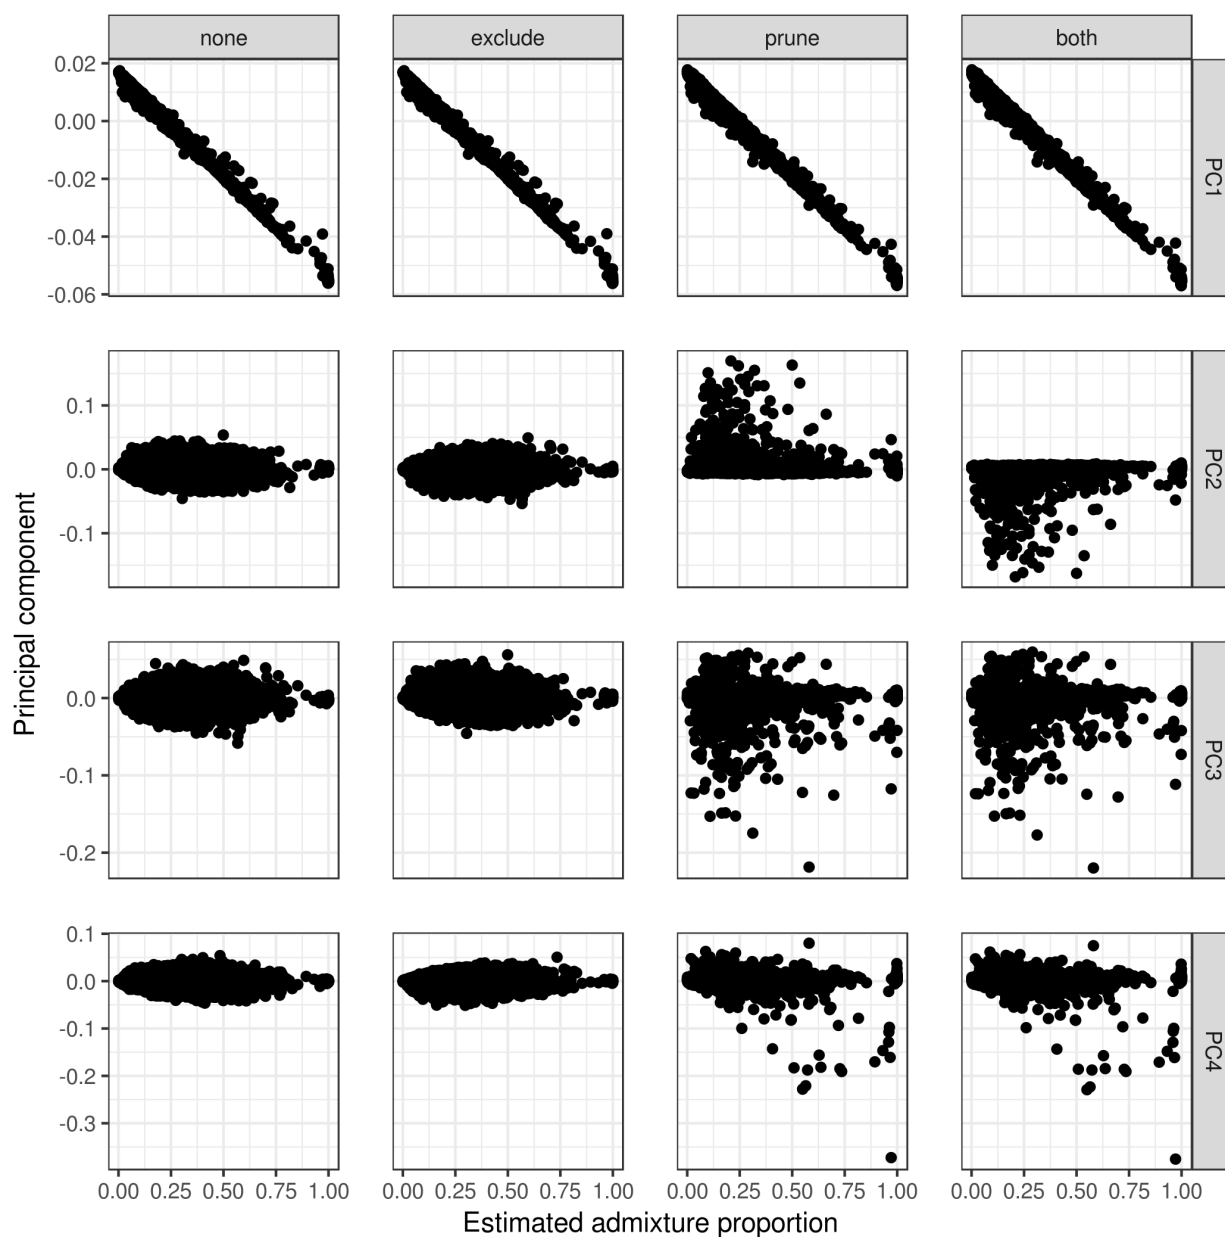 none exclude prune both
0.02
0.00
-0.02
-0.04
-0.06
PC1
0.1
0.0
-0.1
PC2
Principal component
0.0
-0.1
-0.2
PC3
0.1
0.0
-0.1
-0.2
-0.3
PC4
0.00 0.25 0.50 0.75 1.00 0.00 0.25 0.50 0.75 1.00 0.00 0.25 0.50 0.75 1.00 0.00 0.25 0.50 0.75 1.00
Estimated admixture proportion